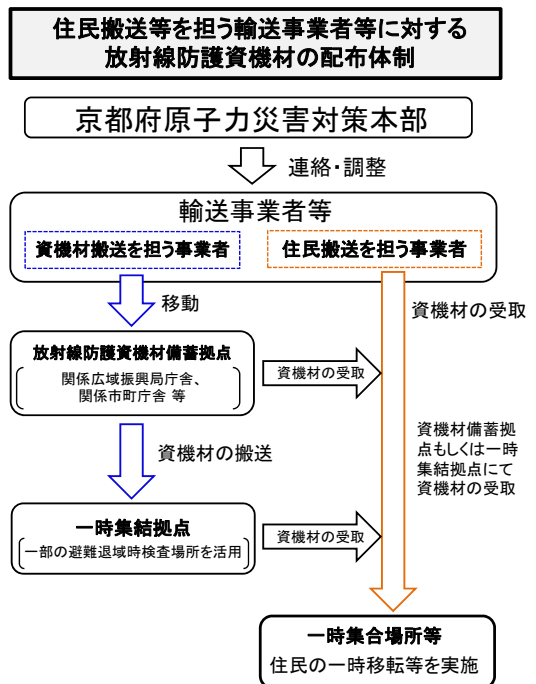 住民搬送等を担う輸送事業者等に対する
放射線防護資機材の配布体制
京都府原子力災害対策本部
連絡・調整
輸送事業者等
資機材搬送を担う事業者
住民搬送を担う事業者
移動
資機材の受取
放射線防護資機材備蓄拠点
関係広域振興局庁舎、
関係市町庁舎 等
資機材の受取
資機材の搬送
資機材備蓄拠
点もしくは一時
集結拠点にて
資機材の受取
一時集結拠点
一部の避難退域時検査場所を活用
資機材の受取
一時集合場所等
住民の一時移転等を実施